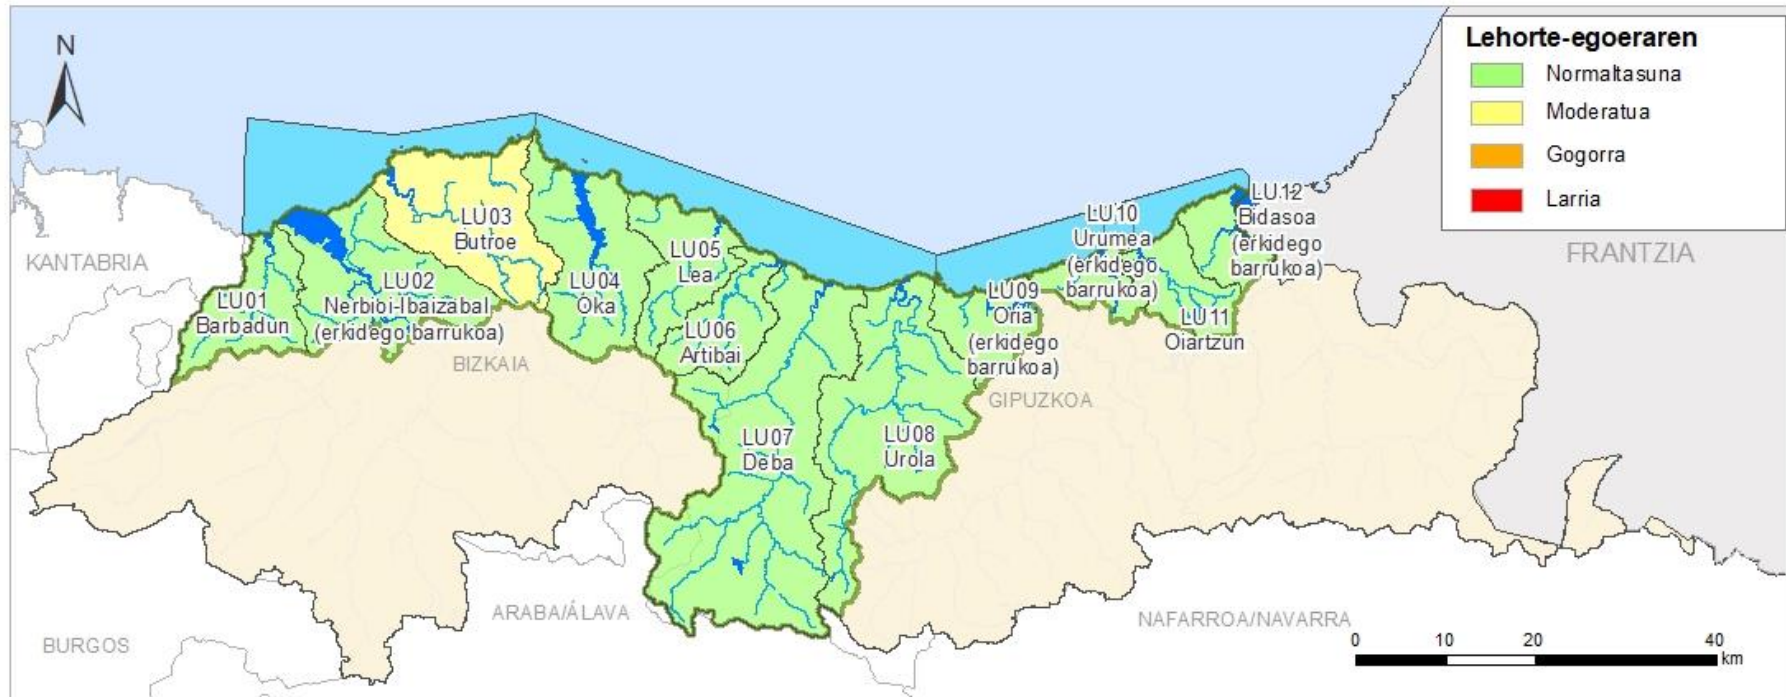 N
Lehorte-egoeraren
Normaltasuna
Moderatua
Gogorra
Larria
KANTABRIA
LU01
Barbadun
LU02
Nerbioi-Ibaizabal
(erkidego barrukoa)
LU03
Butroe
LU04
Oka
LU05
Lea
LU06
Artibai
LU07
Deba
LU08
Urola
LU09
Oria
(erkidego
barrukoa)
LU10
Urumea
(erkidego
barrukoa)
LU11
Oiartzun
LU12
Bidasoa
(erkidego
barrukoa)
FRANTZIA
BIZKAIA
GIPUZKOA
ARABA/ÁLAVA
BURGOS
NAFARROA/NAVARRA
0 10 20 40
km